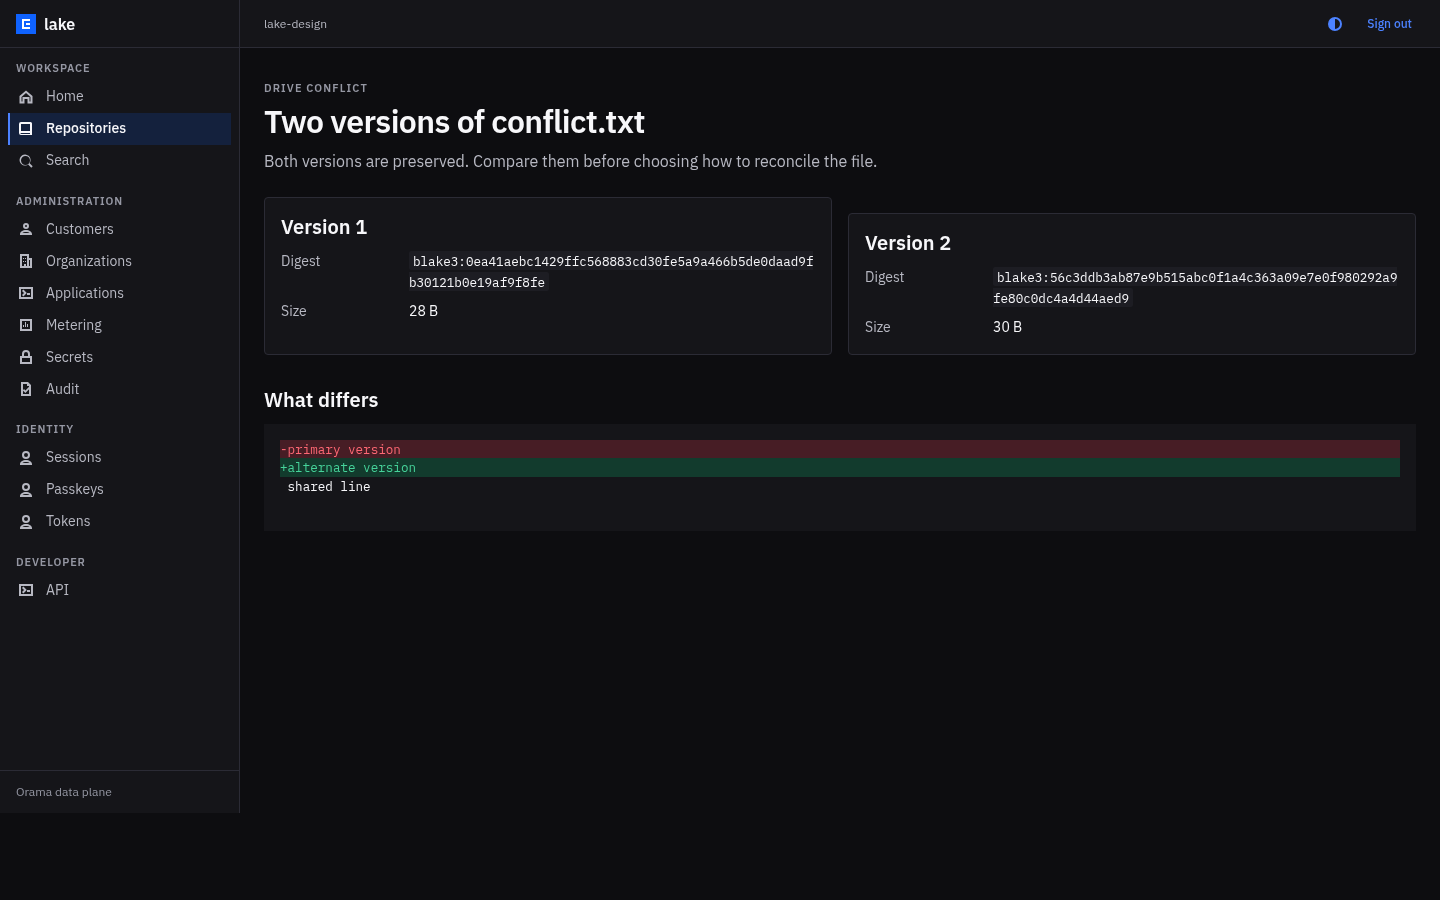 lake
lake-design
Sign out
WORKSPACE
Home
Repositories
Search
ADMINISTRATION
Customers
Organizations
Applications
Metering
Secrets
Audit
IDENTITY
Sessions
Passkeys
Tokens
DEVELOPER
API
Orama data plane
DRIVE CONFLICT
Two versions of conflict.txt
Both versions are preserved. Compare them before choosing how to reconcile the file.
Version 1
Digest
blake3:0ea41aebc1429ffc568883cd30fe5a9a466b5de0daad9f
b30121b0e19af9f8fe
Size
28 B
Version 2
Digest
blake3:56c3ddb3ab87e9b515abc0f1a4c363a09e7e0f980292a9
fe80c0dc4a4d44aed9
Size
30 B
What differs
-primary version
+alternate version
shared line